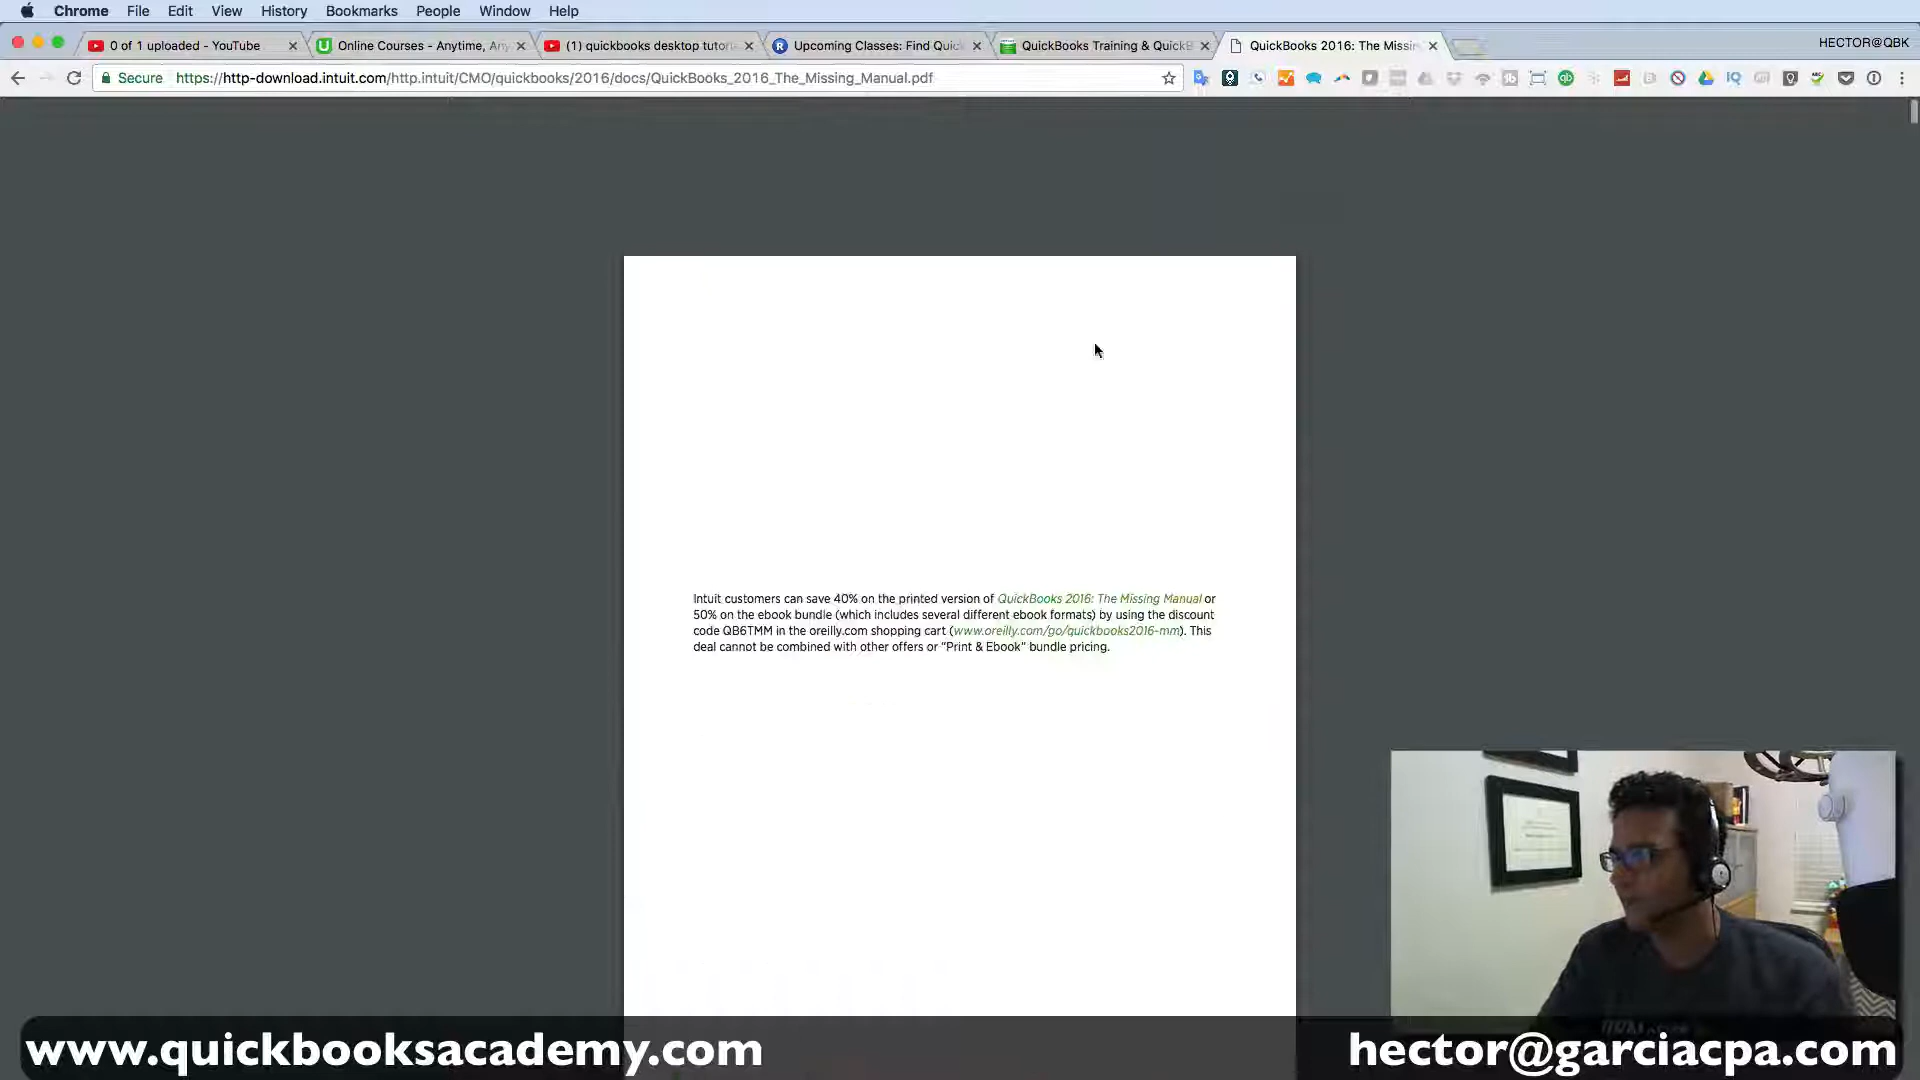 Chrome File Edit View History Bookmarks People Window Help
0 of 1 uploaded - YouTube
Online Courses - Anytime, Any
(1) quickbooks desktop tutori
Upcoming Classes: Find Quic
QuickBooks Training & QuickB
QuickBooks 2016: The Missin
HECTOR@QBK
Secure https://http-download.intuit.com/http.intuit/CMO/quickbooks/2016/docs/QuickBooks_2016_The_Missing_Manual.pdf
Intuit customers can save 40% on the printed version of QuickBooks 2016: The Missing Manual or
50% on the ebook bundle (which includes several different ebook formats) by using the discount
code QB6TMM in the oreilly.com shopping cart (www.oreilly.com/go/quickbooks2016-mm). This
deal cannot be combined with other offers or “Print & Ebook” bundle pricing.
www.quickbooksacademy.com
hector@garciacpa.com